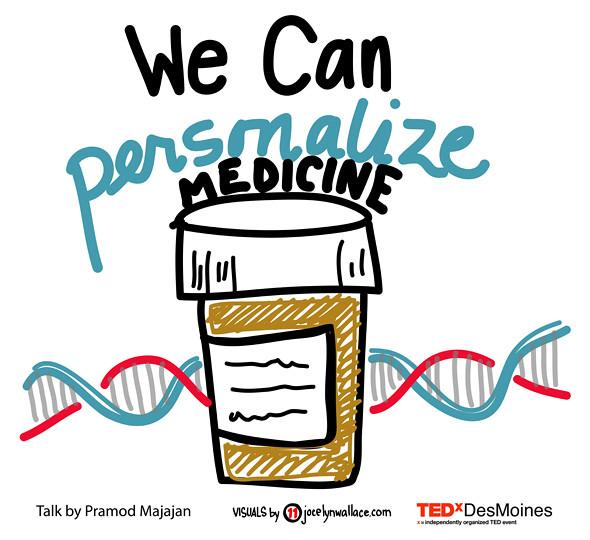 We Can
personalize
MEDICINE
Talk by Pramod Majajan
VISUALS by 11 jocelynwallace.com
TEDxDesMoines
x = independently organized TED event